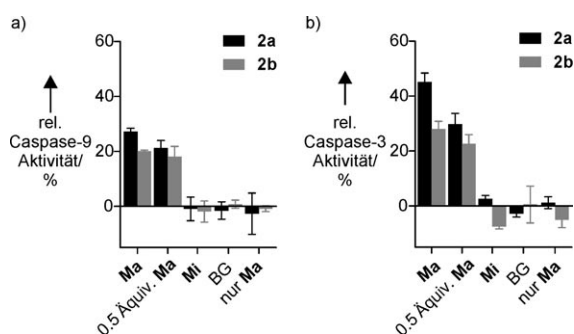 a)
60
2a
2b
40
rel.
Caspase-9
Aktivität/
%
20
0
Ma
0.5 Äquiv. Ma
Mi
BG
nur Ma
b)
60
2a
2b
40
rel.
Caspase-3
Aktivität/
%
20
0
Ma
0.5 Äquiv. Ma
Mi
BG
nur Ma